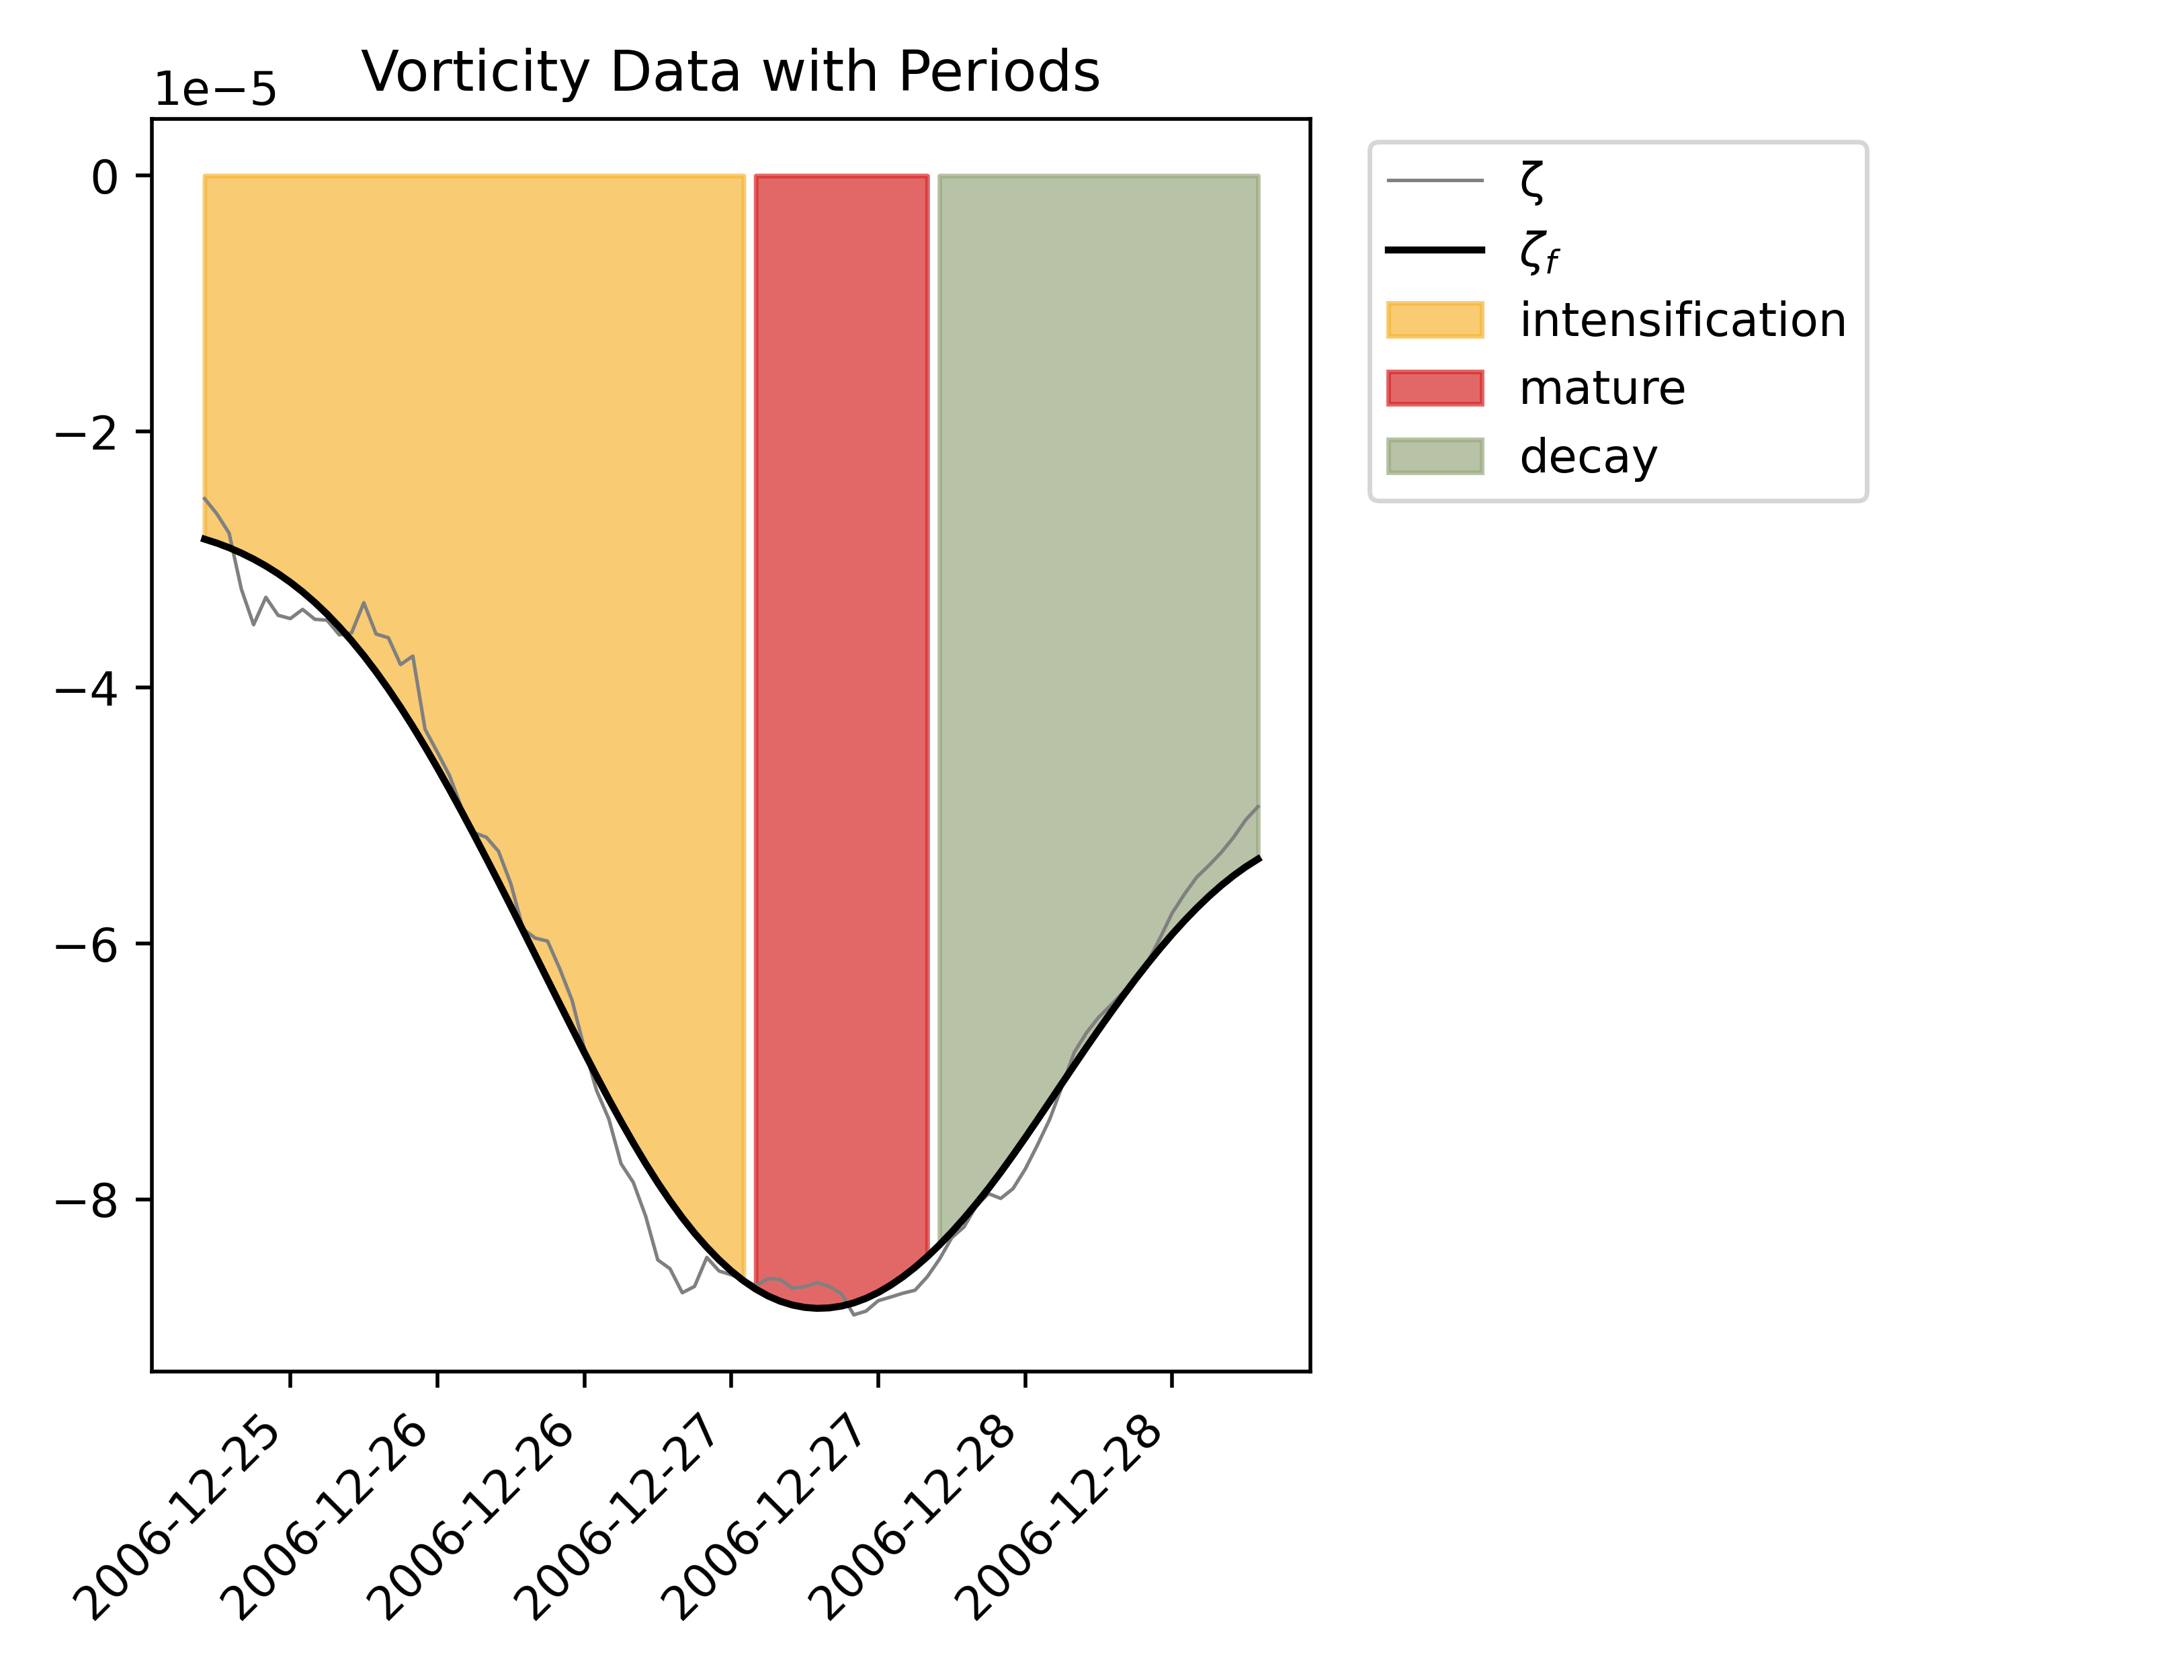 Vorticity Data with Periods
1e−5
0
−2
−4
−6
−8
2006-12-25
2006-12-26
2006-12-26
2006-12-27
2006-12-27
2006-12-28
2006-12-28
ζ
ζf
intensification
mature
decay